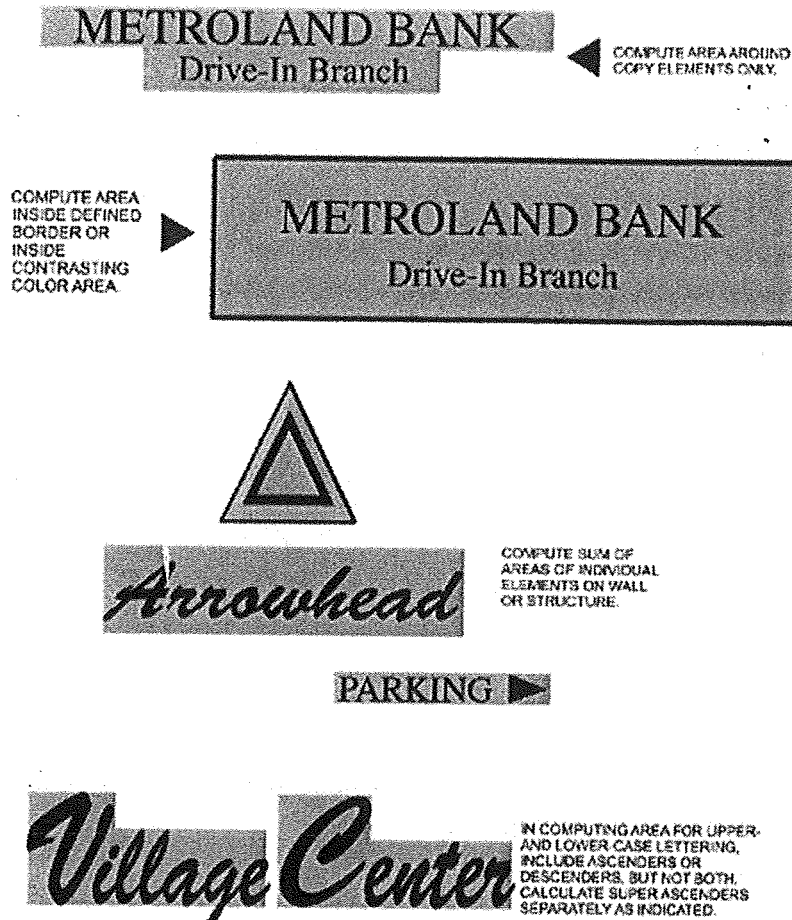 METROLAND BANK
Drive-In Branch
COMPUTE AREA AROUND
COPY ELEMENTS ONLY.
COMPUTE AREA
INSIDE DEFINED
BORDER OR
INSIDE
CONTRASTING
COLOR AREA.
METROLAND BANK
Drive-In Branch
Arrowhead
COMPUTE SUM OF
AREAS OF INDIVIDUAL
ELEMENTS ON WALL
OR STRUCTURE.
PARKING
Village Center
IN COMPUTING AREA FOR UPPER-
AND LOWER-CASE LETTERING,
INCLUDE ASCENDERS OR
DESCENDERS, BUT NOT BOTH.
CALCULATE SUPER ASCENDERS
SEPARATELY AS INDICATED.